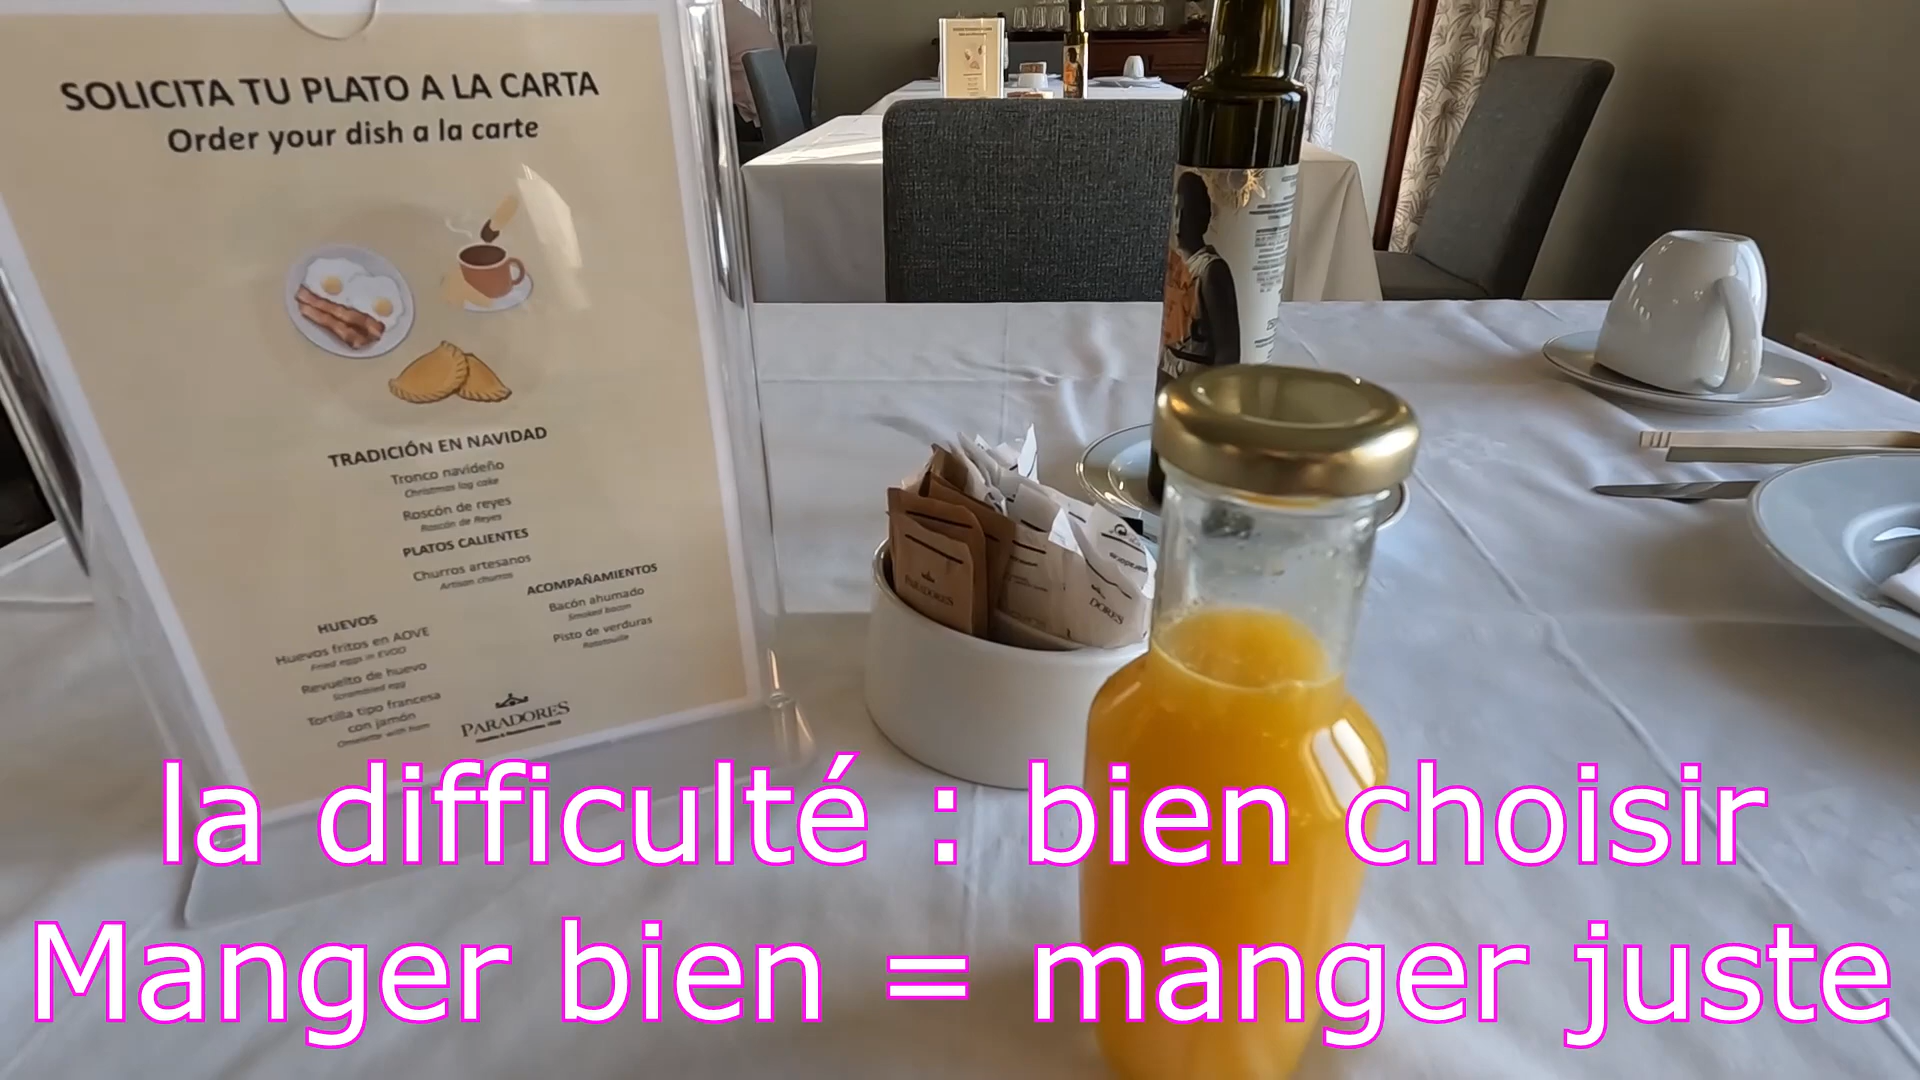 SOLICITA TU PLATO A LA CARTA
Order your dish a la carte
TRADICIÓN EN NAVIDAD
Tronco navideño
Christmas log cake
Roscón de reyes
Roscón de Reyes
PLATOS CALIENTES
Churros artesanos
Artisan churros
HUEVOS
Huevos fritos en AOVE
Fried eggs in EVOO
Revuelto de huevo
Scrambled egg
Tortilla tipo francesa
con jamón
Omelette with ham
ACOMPAÑAMIENTOS
Bacón ahumado
Smoked bacon
Pisto de verduras
Ratatouille
PARADORES
PARADORES
DORES
la difficulté : bien choisir
Manger bien = manger juste